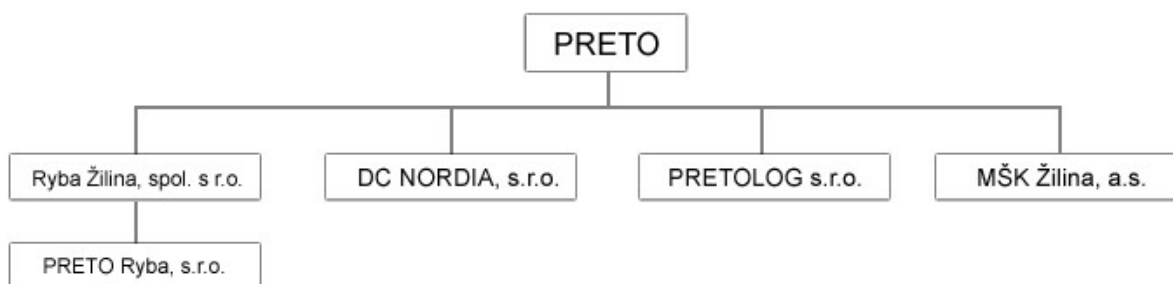 PRETO
Ryba Žilina, spol. s r.o.
DC NORDIA, s.r.o.
PRETOLOG s.r.o.
MŠK Žilina, a.s.
PRETO Ryba, s.r.o.